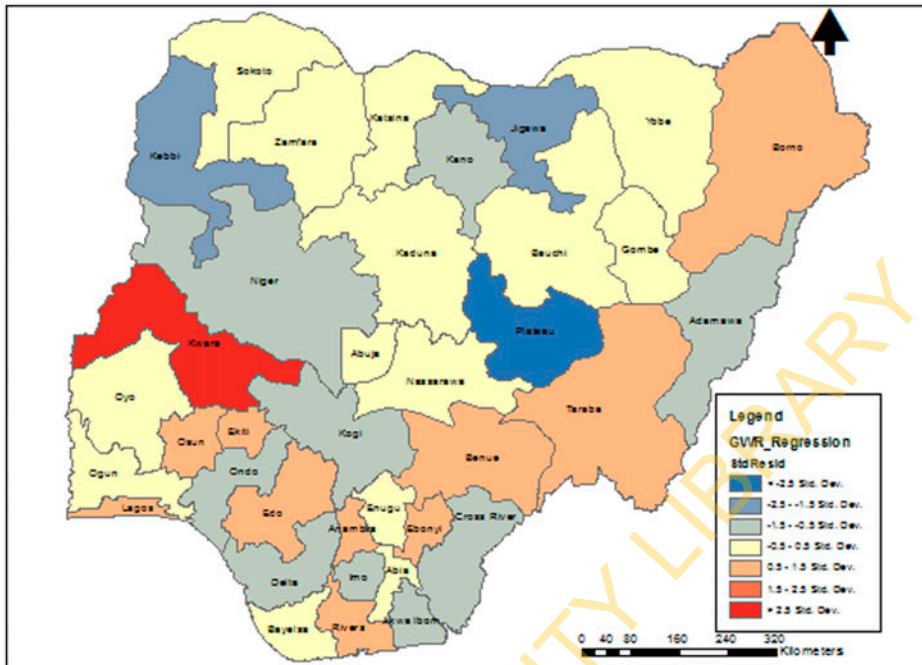 Sokoto
Katsina
Yobe
Jigawa
Borno
Zamfara
Kebbi
Kano
Kaduna
Bauchi
Gombe
Niger
Adamawa
Plateau
Kwara
Abuja
Nassarawa
Oyo
Taraba
Kogi
Osun
Ekiti
Benue
Ondo
Ogun
Lagos
Edo
Enugu
Anambra
Ebonyi
Cross River
Abia
Imo
Delta
Akwa Ibom
Bayelsa
Rivers
Legend
GWR_Regression
StdResid
< -2.5 Std. Dev.
-2.5 - -1.5 Std. Dev.
-1.5 - -0.5 Std. Dev.
-0.5 - 0.5 Std. Dev.
0.5 - 1.5 Std. Dev.
1.5 - 2.5 Std. Dev.
> 2.5 Std. Dev.
0 40 80 160 240 320
Kilometers
ITY LIBRARY